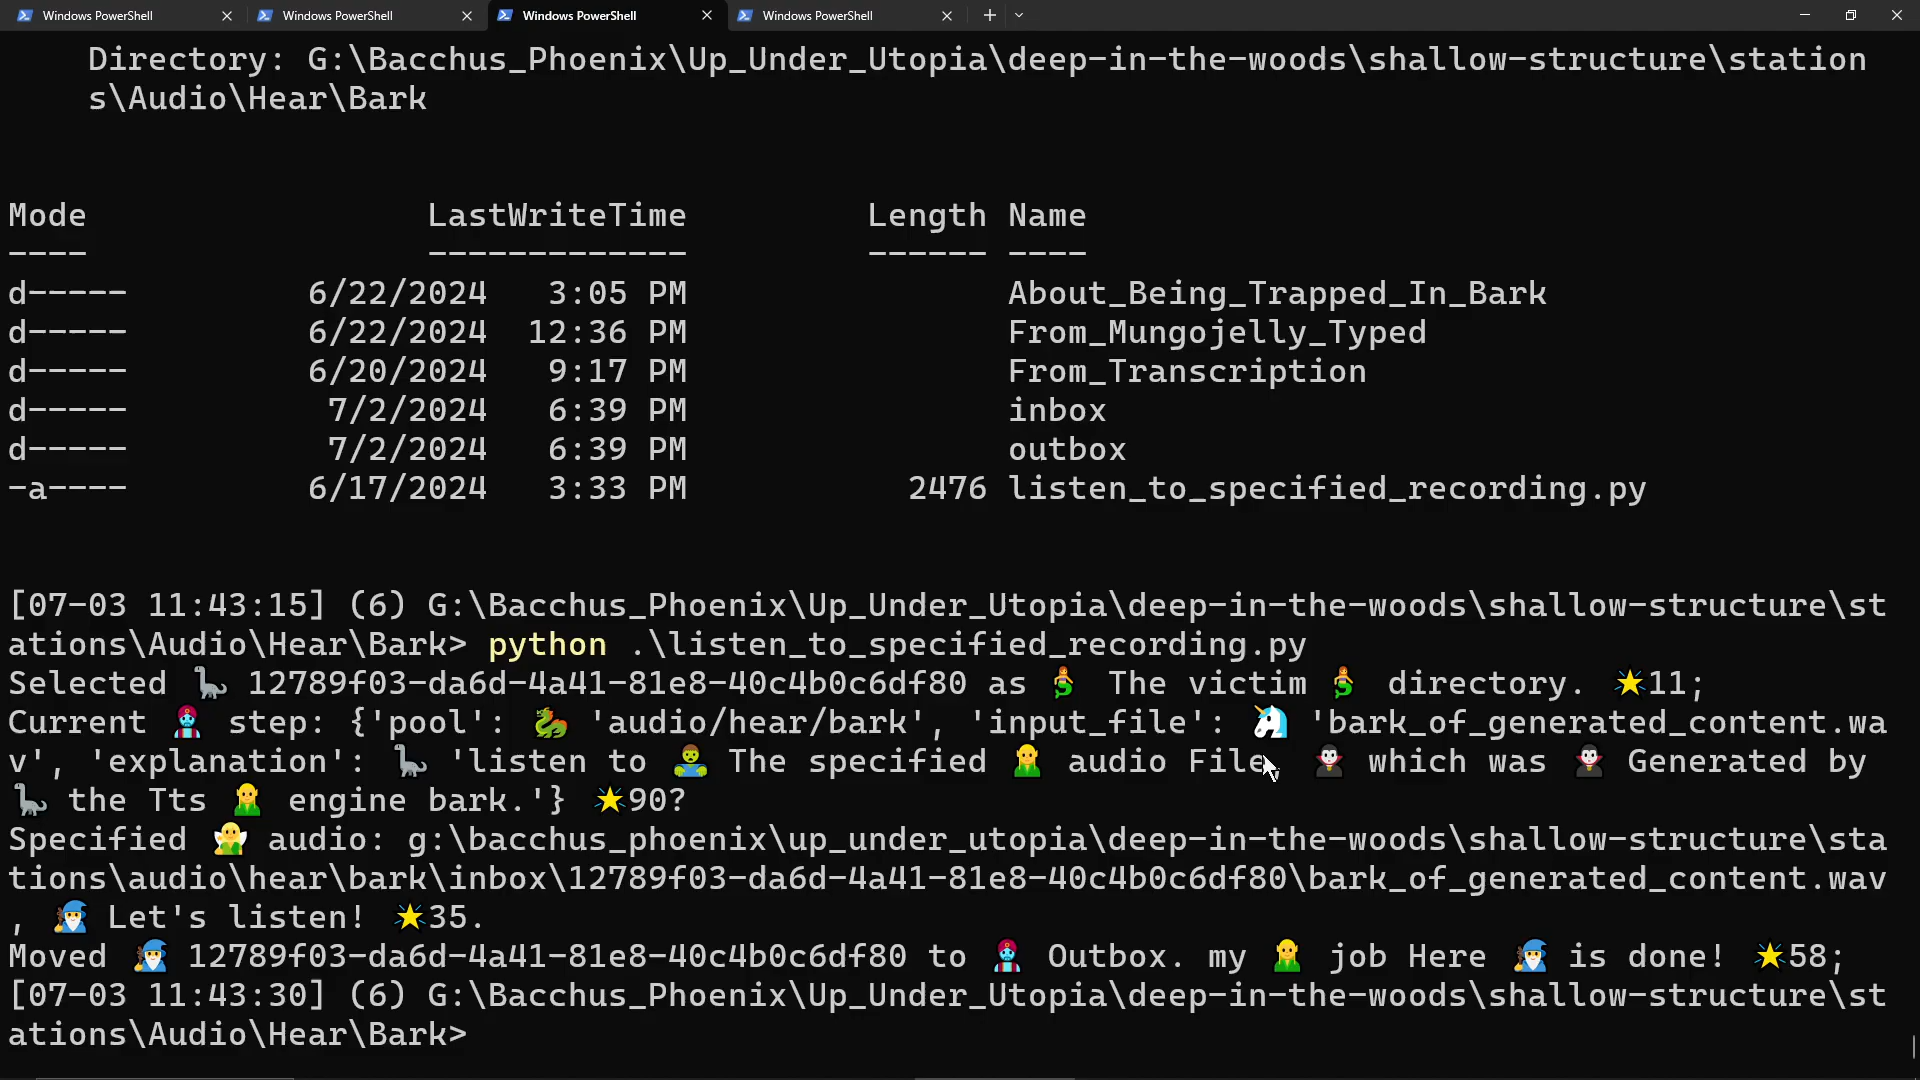 Windows PowerShell Windows PowerShell Windows PowerShell Windows PowerShell
Directory: G:\Bacchus_Phoenix\Up_Under_Utopia\deep-in-the-woods\shallow-structure\station
s\Audio\Hear\Bark
Mode LastWriteTime Length Name
---- ------------- ------ ----
d----- 6/22/2024 3:05 PM About_Being_Trapped_In_Bark
d----- 6/22/2024 12:36 PM From_Mungojelly_Typed
d----- 6/20/2024 9:17 PM From_Transcription
d----- 7/2/2024 6:39 PM inbox
d----- 7/2/2024 6:39 PM outbox
-a---- 6/17/2024 3:33 PM 2476 listen_to_specified_recording.py
[07-03 11:43:15] (6) G:\Bacchus_Phoenix\Up_Under_Utopia\deep-in-the-woods\shallow-structure\st
ations\Audio\Hear\Bark> python .\listen_to_specified_recording.py
Selected 🦕 12789f03-da6d-4a41-81e8-40c4b0c6df80 as 🧜‍♀️ The victim 🧜‍♀️ directory. 🌟11;
Current 🧞‍♂️ step: {'pool': 🐉 'audio/hear/bark', 'input_file': 🦄 'bark_of_generated_content.wa
v', 'explanation': 🦕 'listen to 🧟‍♂️ The specified 🧝‍♀️ audio File, 🧛‍♂️ which was 🧛‍♂️ Generated by
🦕 the Tts 🧝‍♀️ engine bark.'} 🌟90?
Specified 🧚 audio: g:\bacchus_phoenix\up_under_utopia\deep-in-the-woods\shallow-structure\sta
tions\audio\hear\bark\inbox\12789f03-da6d-4a41-81e8-40c4b0c6df80\bark_of_generated_content.wav
, 🧙‍♂️ Let's listen! 🌟35.
Moved 🧙‍♂️ 12789f03-da6d-4a41-81e8-40c4b0c6df80 to 🧞‍♂️ Outbox. my 🧝‍♀️ job Here 🧙‍♂️ is done! 🌟58;
[07-03 11:43:30] (6) G:\Bacchus_Phoenix\Up_Under_Utopia\deep-in-the-woods\shallow-structure\st
ations\Audio\Hear\Bark>